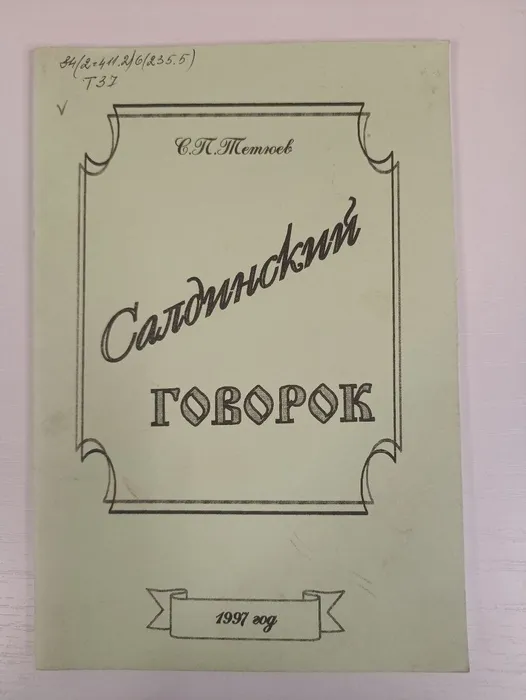 84(2=411.2)6(235.5)
Т37
С.П.Тетюев
Салдинский
ГОВОРОК
1997 год